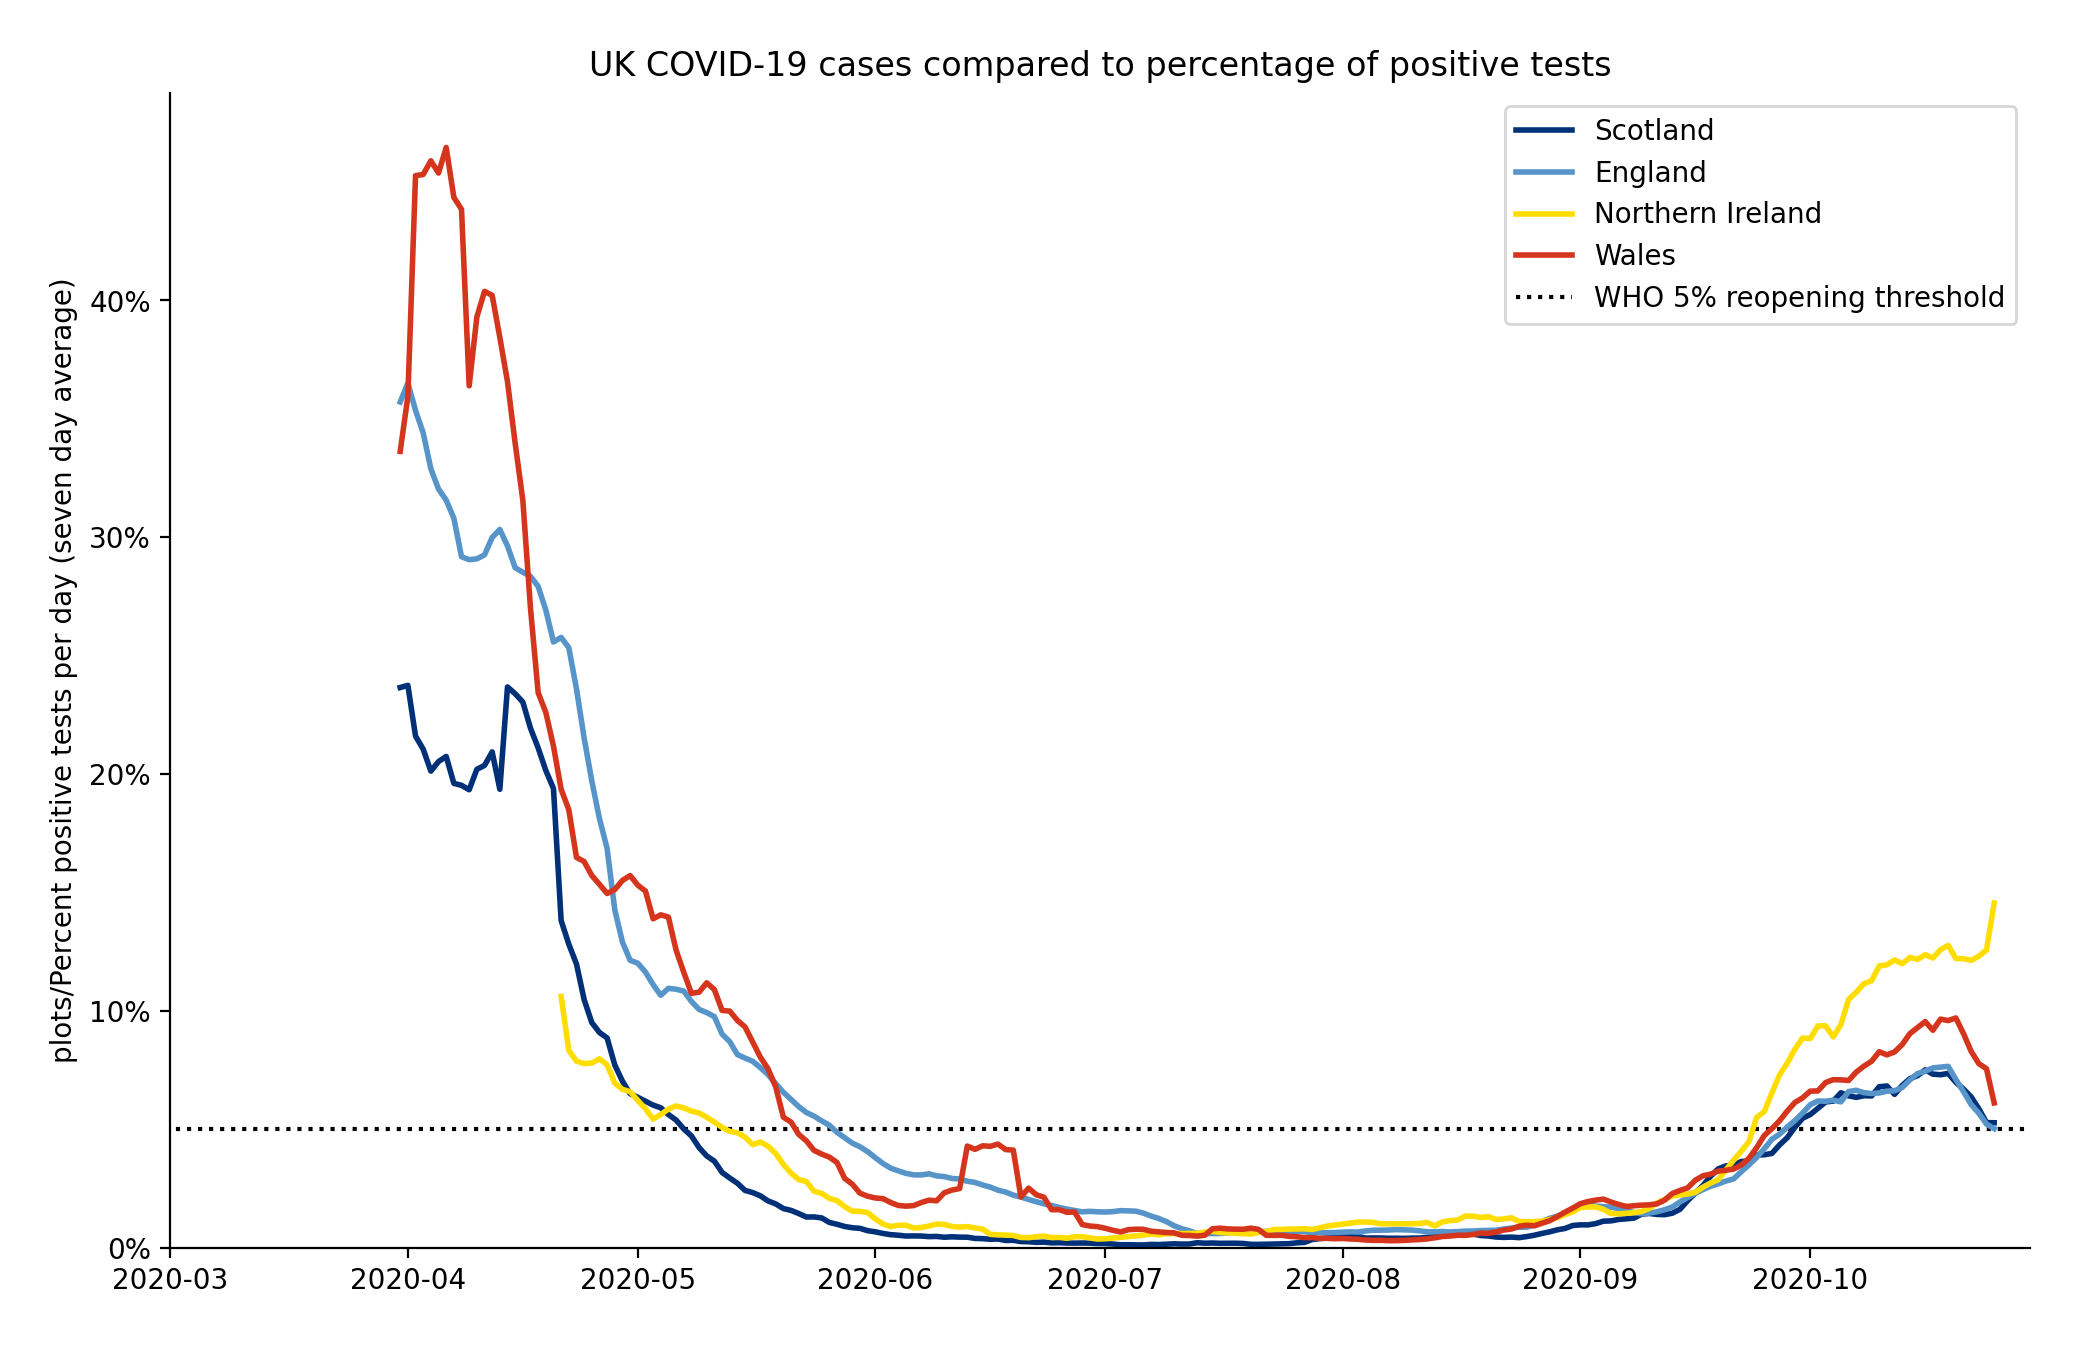 UK COVID-19 cases compared to percentage of positive tests
Scotland
England
Northern Ireland
Wales
WHO 5% reopening threshold
plots/Percent positive tests per day (seven day average)
40%
30%
20%
10%
0%
2020-03 2020-04 2020-05 2020-06 2020-07 2020-08 2020-09 2020-10